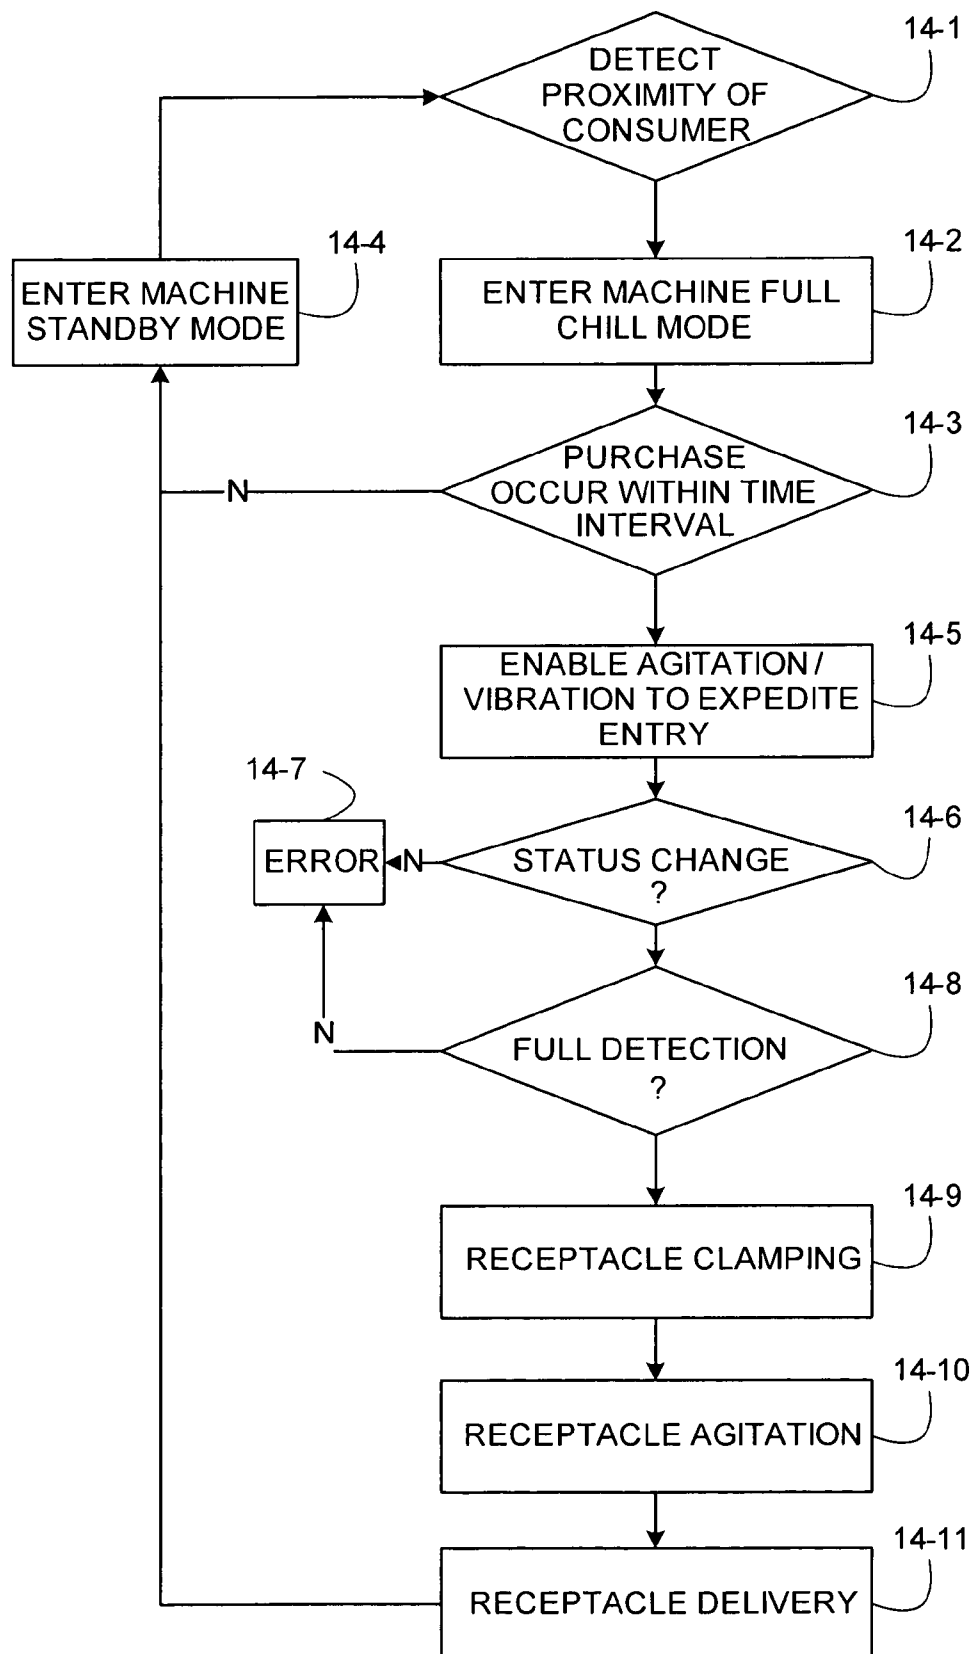 14-1
DETECT
PROXIMITY OF
CONSUMER
14-4
14-2
ENTER MACHINE
STANDBY MODE
ENTER MACHINE FULL
CHILL MODE
14-3
PURCHASE
OCCUR WITHIN TIME
INTERVAL
N
14-5
ENABLE AGITATION/
VIBRATION TO EXPEDITE
ENTRY
14-7
14-6
ERROR
N
STATUS CHANGE
?
14-8
N
FULL DETECTION
?
14-9
RECEPTACLE CLAMPING
14-10
RECEPTACLE AGITATION
14-11
RECEPTACLE DELIVERY